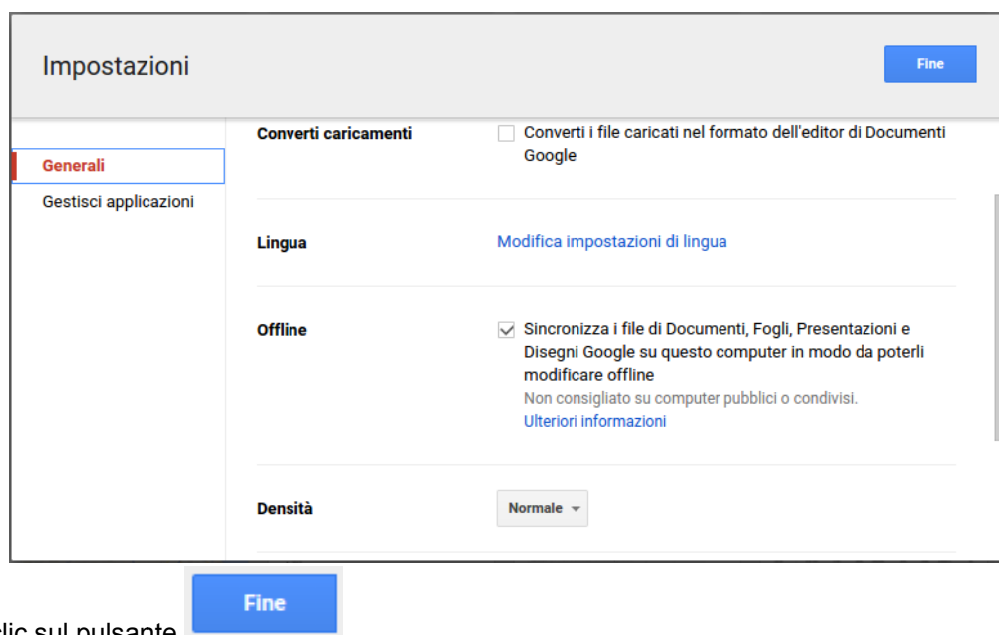 Impostazioni
Fine
Converti caricamenti
Converti i file caricati nel formato dell'editor di Documenti
Google
Generali
Gestisci applicazioni
Lingua
Modifica impostazioni di lingua
Offline
Sincronizza i file di Documenti, Fogli, Presentazioni e
Disegni Google su questo computer in modo da poterli
modificare offline
Non consigliato su computer pubblici o condivisi.
Ulteriori informazioni
Densità
Normale
Fine
clic sul pulsante